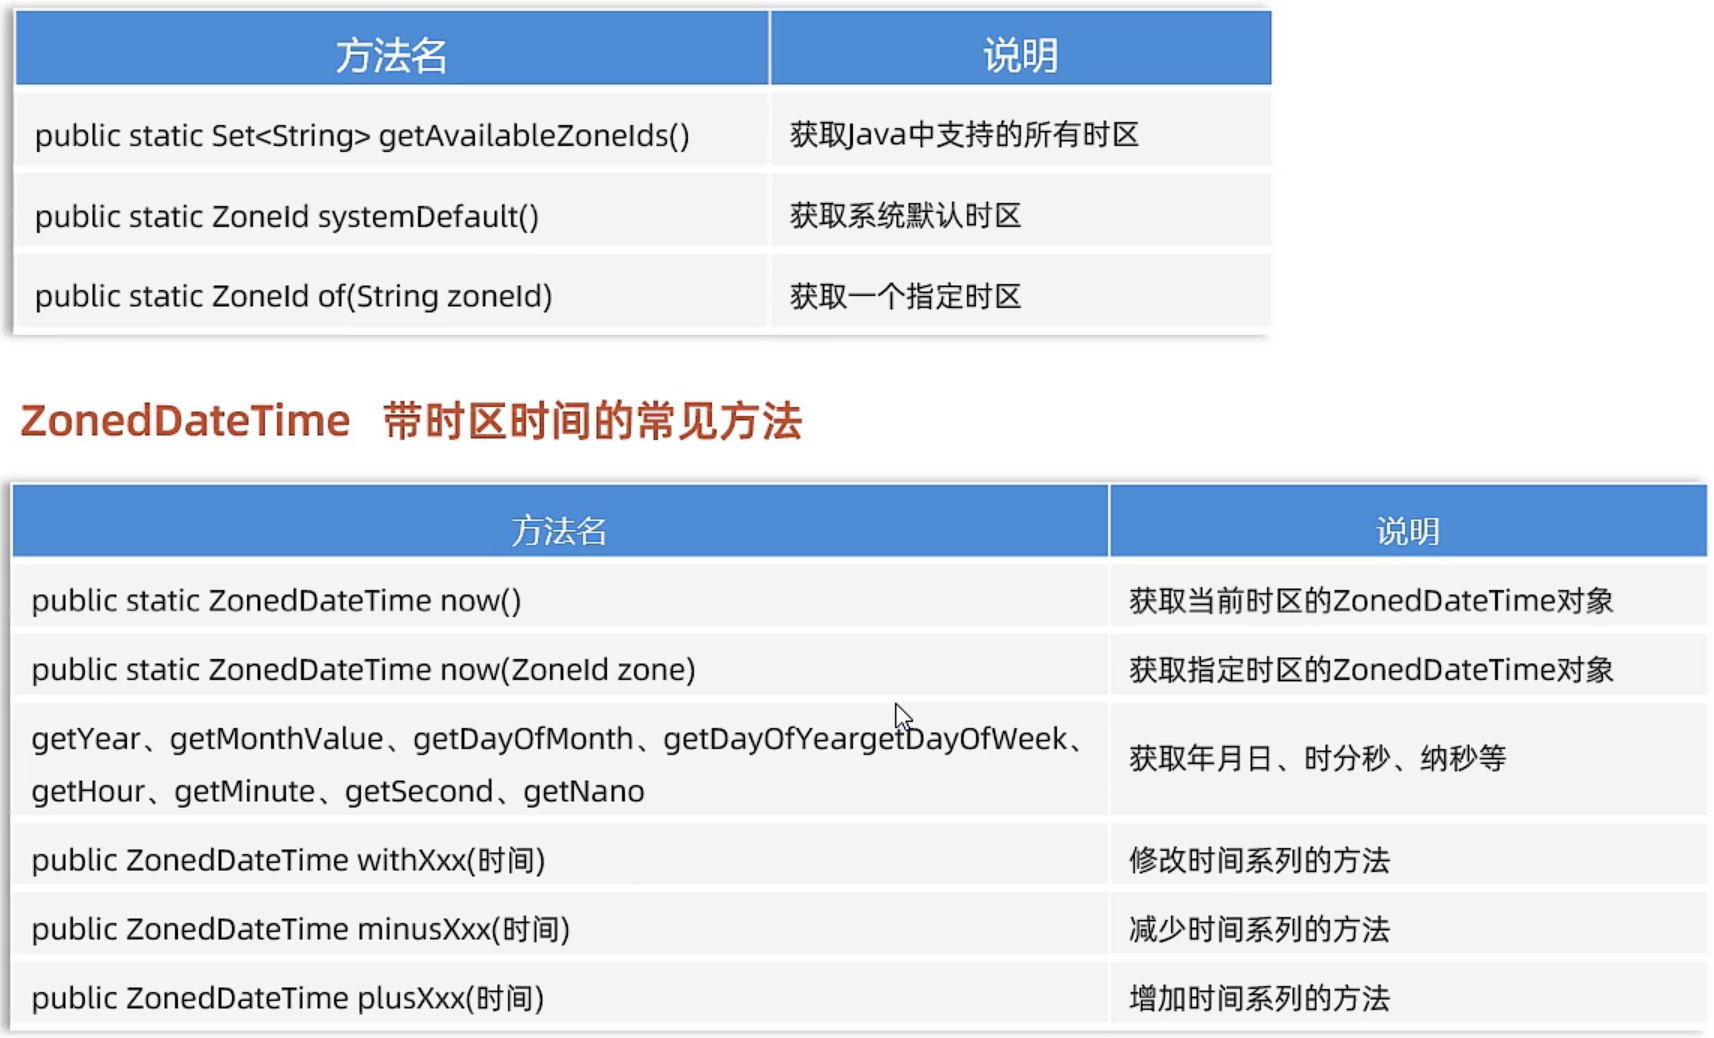 方法名 说明
public static Set<String> getAvailableZoneIds() 获取Java中支持的所有时区
public static ZoneId systemDefault() 获取系统默认时区
public static ZoneId of(String zoneId) 获取一个指定时区
ZonedDateTime 带时区时间的常见方法
方法名 说明
public static ZonedDateTime now() 获取当前时区的ZonedDateTime对象
public static ZonedDateTime now(ZoneId zone) 获取指定时区的ZonedDateTime对象
getYear、getMonthValue、getDayOfMonth、getDayOfYeargetDayOfWeek、
getHour、getMinute、getSecond、getNano 获取年月日、时分秒、纳秒等
public ZonedDateTime withXxx(时间) 修改时间系列的方法
public ZonedDateTime minusXxx(时间) 减少时间系列的方法
public ZonedDateTime plusXxx(时间) 增加时间系列的方法